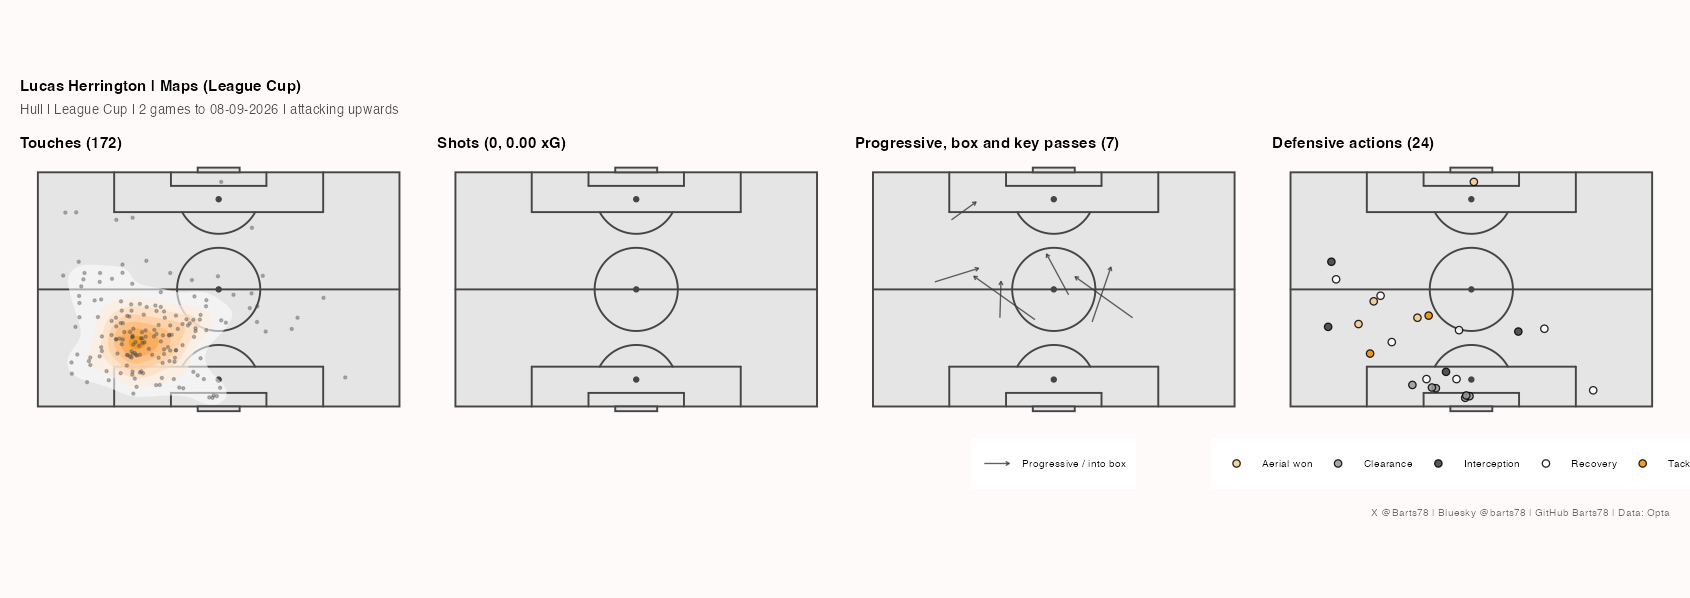 Lucas Herrington | Maps (League Cup)
Hull | League Cup | 2 games to 08-09-2026 | attacking upwards
Touches (172)
Shots (0, 0.00 xG)
Progressive, box and key passes (7)
Defensive actions (24)
Progressive / into box
Aerial won
Clearance
Interception
Recovery
Tack
X @Barts78 | Bluesky @barts78 | GitHub Barts78 | Data: Opta